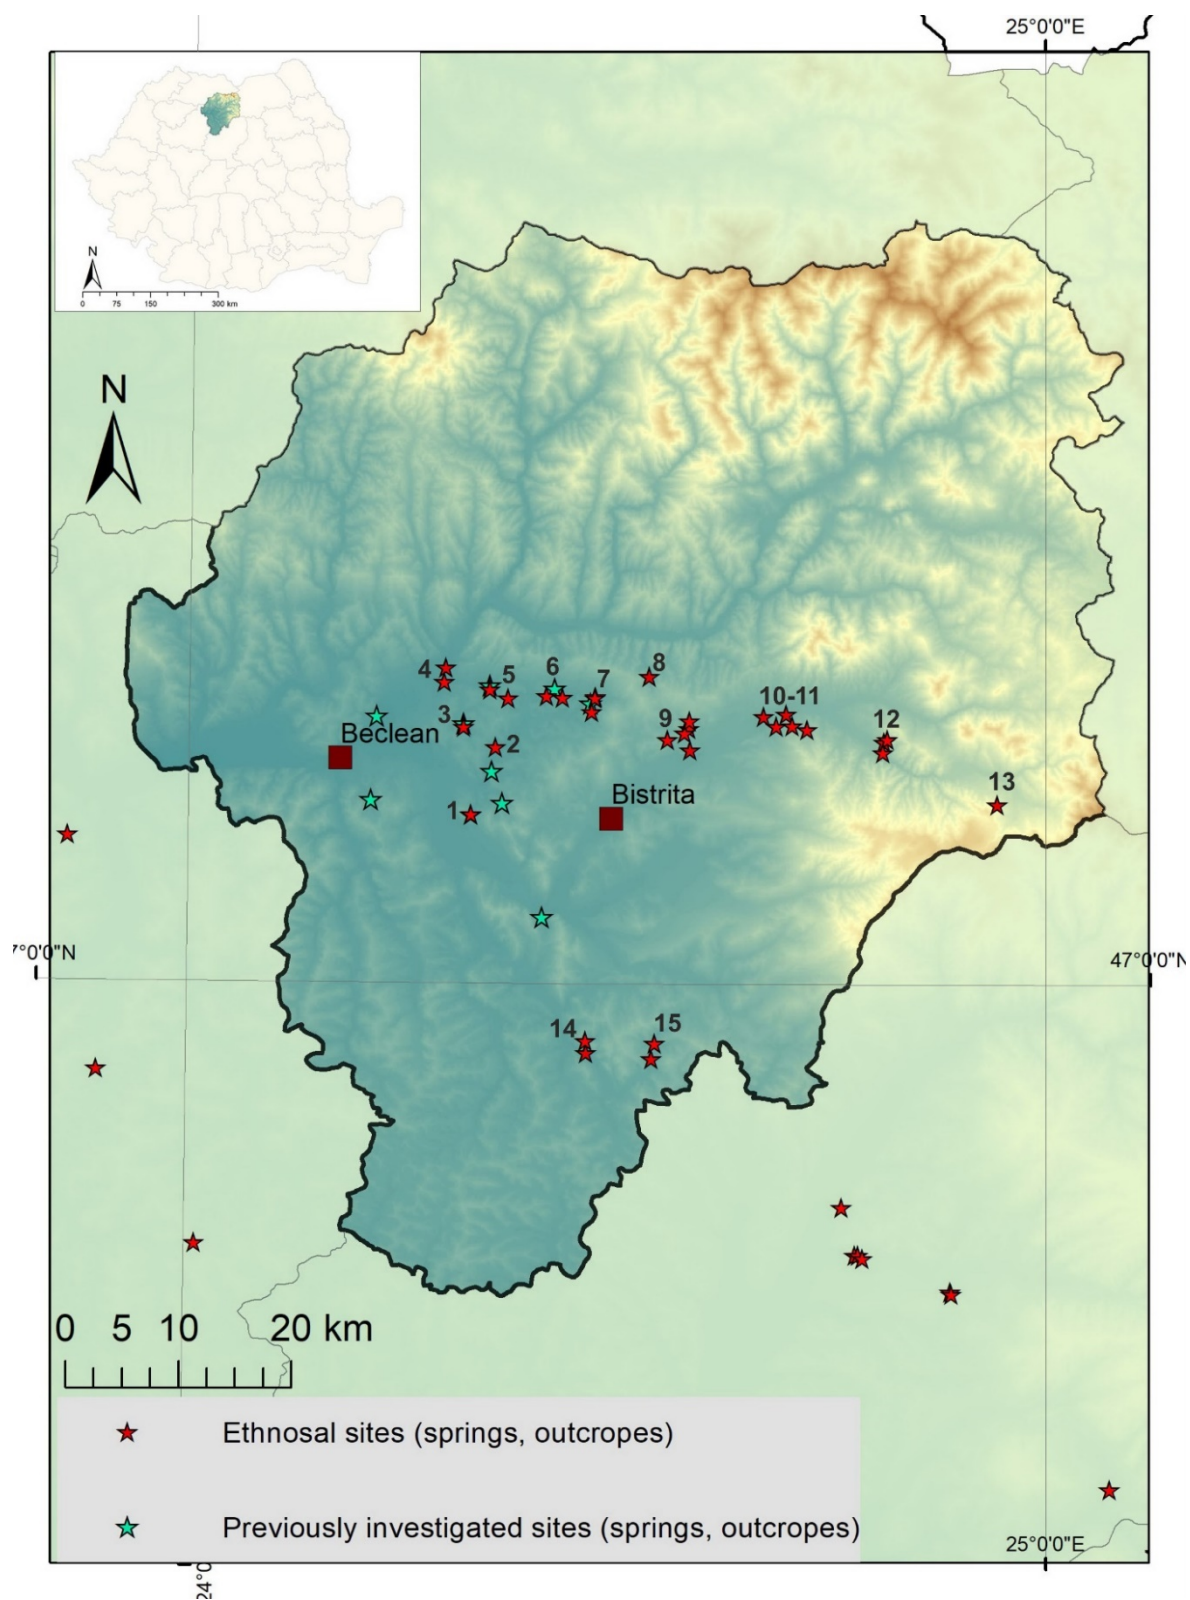 25°0'0"E
N
0 75 150 300 km
N
4
5
6
7
8
3
Beclean
2
9
10-11
12
1
Bistrita
13
7°0'0"N
47°0'0"N
14
15
0 5 10 20 km
Ethnosal sites (springs, outcropes)
Previously investigated sites (springs, outcropes)
25°0'0"E
24°0